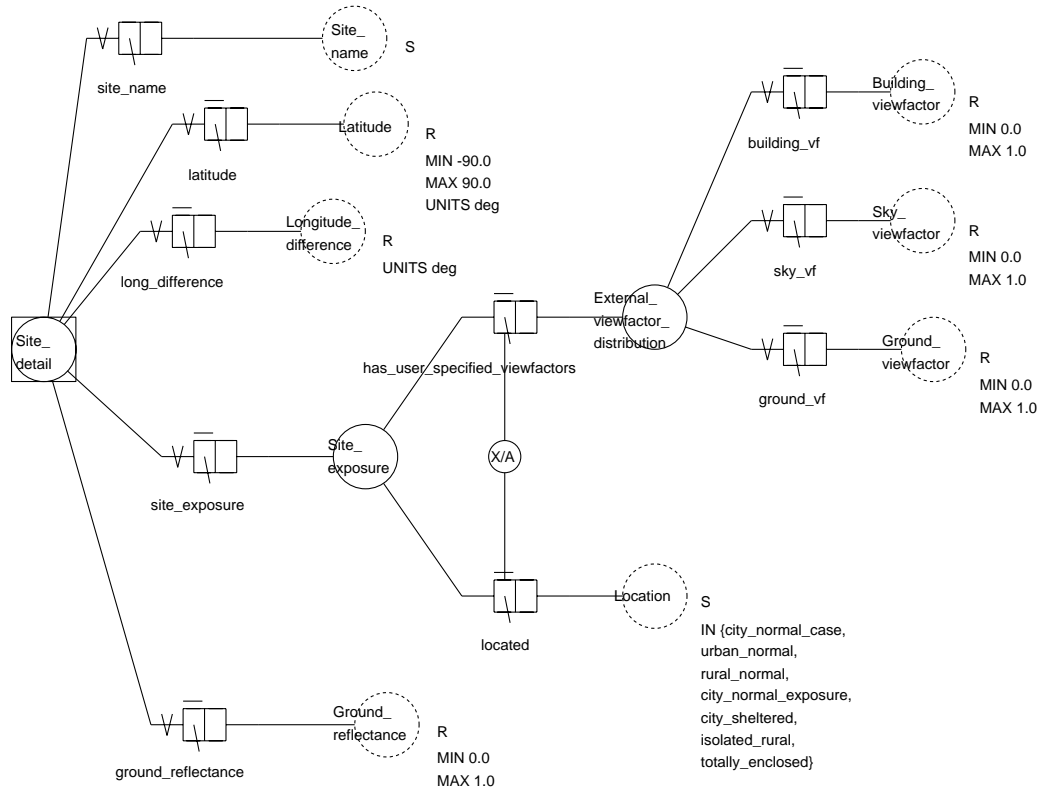 Site_
name
S
site_name
Latitude
R
MIN -90.0
MAX 90.0
UNITS deg
latitude
Longitude_
difference
R
UNITS deg
long_difference
Building_
viewfactor
R
MIN 0.0
MAX 1.0
building_vf
Sky_
viewfactor
R
MIN 0.0
MAX 1.0
sky_vf
External_
viewfactor_
distribution
Ground_
viewfactor
R
MIN 0.0
MAX 1.0
ground_vf
Site_
detail
has_user_specified_viewfactors
Site_
exposure
X/A
site_exposure
Location
S
IN {city_normal_case,
urban_normal,
rural_normal,
city_normal_exposure,
city_sheltered,
isolated_rural,
totally_enclosed}
located
Ground_
reflectance
R
MIN 0.0
MAX 1.0
ground_reflectance